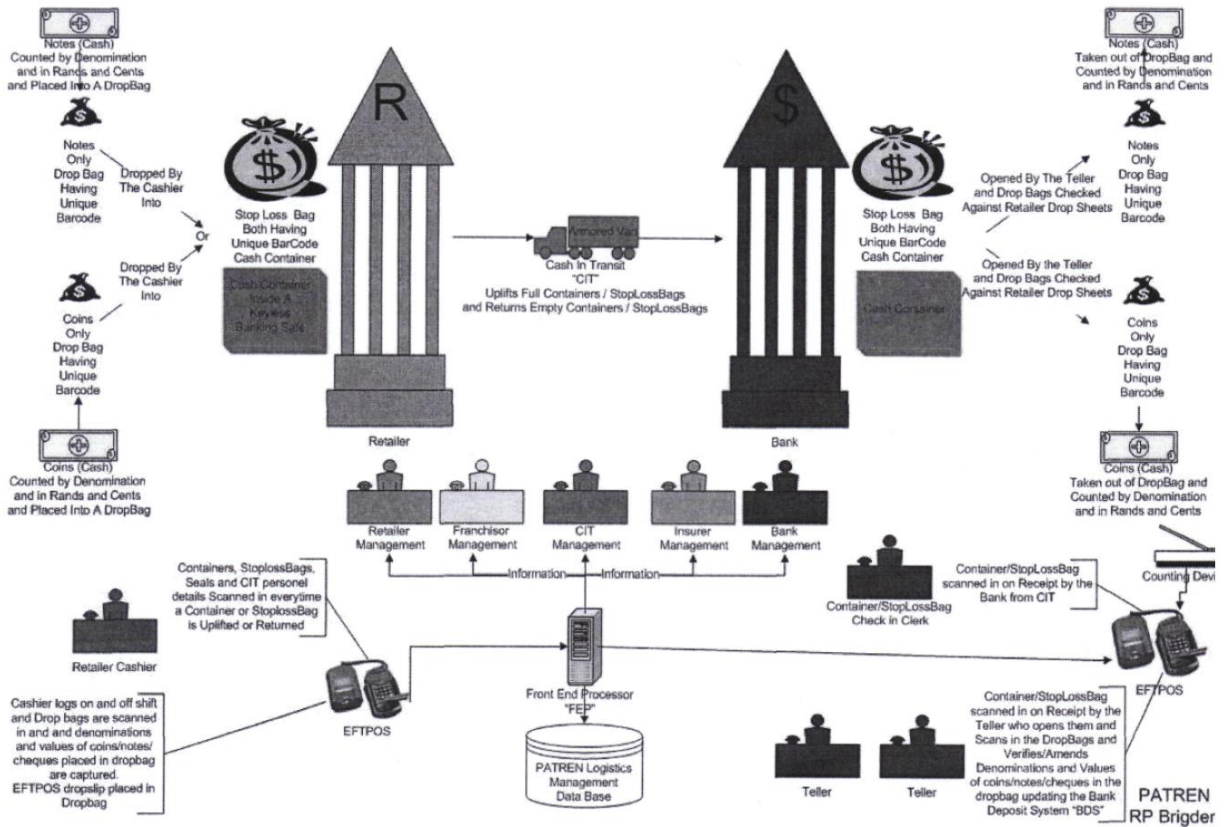 Notes (Cash)
Counted by Denomination
and in Rands and Cents
and Placed Into A DropBag
$
Notes
Only
Drop Bag
Having
Unique
Barcode
Dropped By
The Cashier
Into
Or
Dropped By
The Cashier
Into
$
Coins
Only
Drop Bag
Having
Unique
Barcode
Coins (Cash)
Counted by Denomination
and in Rands and Cents
and Placed Into A DropBag
$
Stop Loss Bag
Both Having
Unique BarCode
Cash Container
Cash Container
Inside A
Keyless
Banking Safe
R
Retailer
Armored Van
Cash In Transit
"CIT"
Uplifts Full Containers / StopLossBags
and Returns Empty Containers / StopLossBags
$
Bank
$
Stop Loss Bag
Both Having
Unique BarCode
Cash Container
Cash Container
Opened By The Teller
and Drop Bags Checked
Against Retailer Drop Sheets
Opened By the Teller
and Drop Bags Checked
Against Retailer Drop Sheets
Notes (Cash)
Taken out of DropBag and
Counted by Denomination
and in Rands and Cents
$
Notes
Only
Drop Bag
Having
Unique
Barcode
$
Coins
Only
Drop Bag
Having
Unique
Barcode
Coins (Cash)
Taken out of DropBag and
Counted by Denomination
and in Rands and Cents
Retailer
Management
Franchisor
Management
CIT
Management
Insurer
Management
Bank
Management
Information
Information
Containers, StoplossBags,
Seals and CIT personel
details Scanned in everytime
a Container or StoplossBag
is Uplifted or Returned
Retailer Cashier
Cashier logs on and off shift
and Drop bags are scanned
in and and denominations
and values of coins/notes/
cheques placed in dropbag
are captured.
EFTPOS dropslip placed in
Dropbag
EFTPOS
Front End Processor
"FEP"
PATREN Logistics
Management
Data Base
Container/StopLossBag
Check in Clerk
Container/StopLossBag
scanned in on Receipt by the
Bank from CIT
Counting Devi
EFTPOS
Teller
Teller
Container/StopLossBag
scanned in on Receipt by the
Teller who opens them and
Scans in the DropBags and
Verifies/Amends
Denominations and Values
of coins/notes/cheques in the
dropbag updating the Bank
Deposit System "BDS"
PATREN
RP Brigder